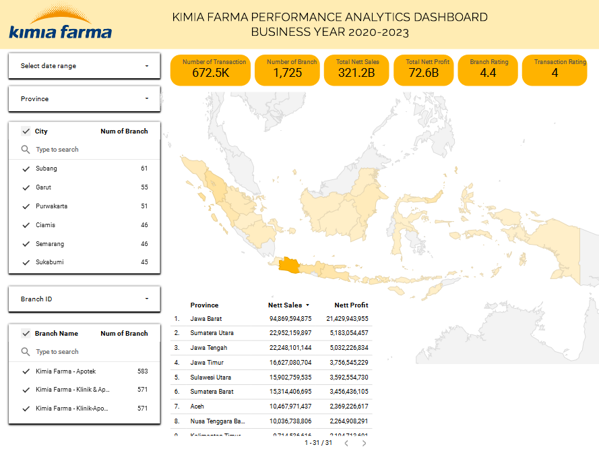 kimia farma
KIMIA FARMA PERFORMANCE ANALYTICS DASHBOARD
BUSINESS YEAR 2020-2023
Select date range
Province
City Num of Branch
Type to search
Subang 61
Garut 55
Purwakarta 51
Ciamis 46
Semarang 46
Sukabumi 45
Branch ID
Branch Name Num of Branch
Type to search
Kimia Farma - Apotek 583
Kimia Farma - Klinik & Ap... 571
Kimia Farma - Klinik-Apo... 571
Number of Transaction
672.5K
Number of Branch
1,725
Total Nett Sales
321.2B
Total Nett Profit
72.6B
Branch Rating
4.4
Transaction Rating
4
Province Nett Sales Nett Profit
1. Jawa Barat 94,869,594,875 21,429,943,955
2. Sumatera Utara 22,952,159,897 5,183,054,457
3. Jawa Tengah 22,248,101,144 5,032,226,834
4. Jawa Timur 16,627,080,704 3,756,545,229
5. Sulawesi Utara 15,902,759,535 3,592,554,730
6. Sumatera Barat 15,314,406,695 3,456,436,105
7. Aceh 10,467,971,437 2,369,226,617
8. Nusa Tenggara Ba... 10,036,738,806 2,264,908,291
9. Kalimantan Timur
1 - 31 / 31